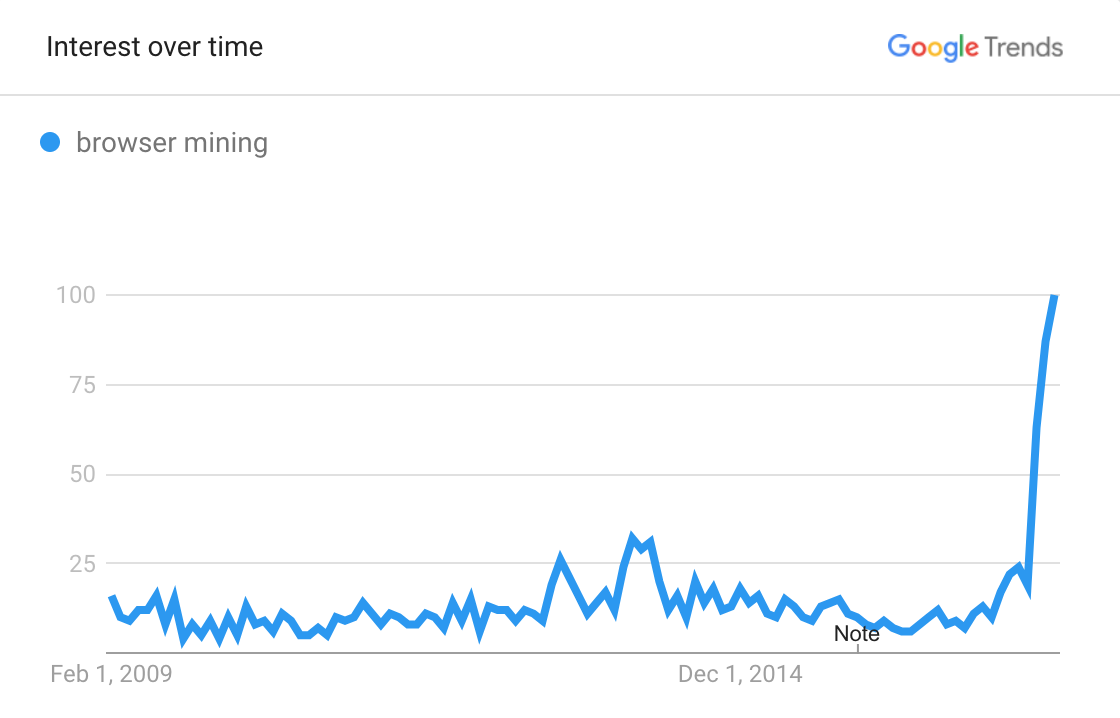 Interest over time
Google Trends
browser mining
100
75
50
25
Note
Feb 1, 2009
Dec 1, 2014